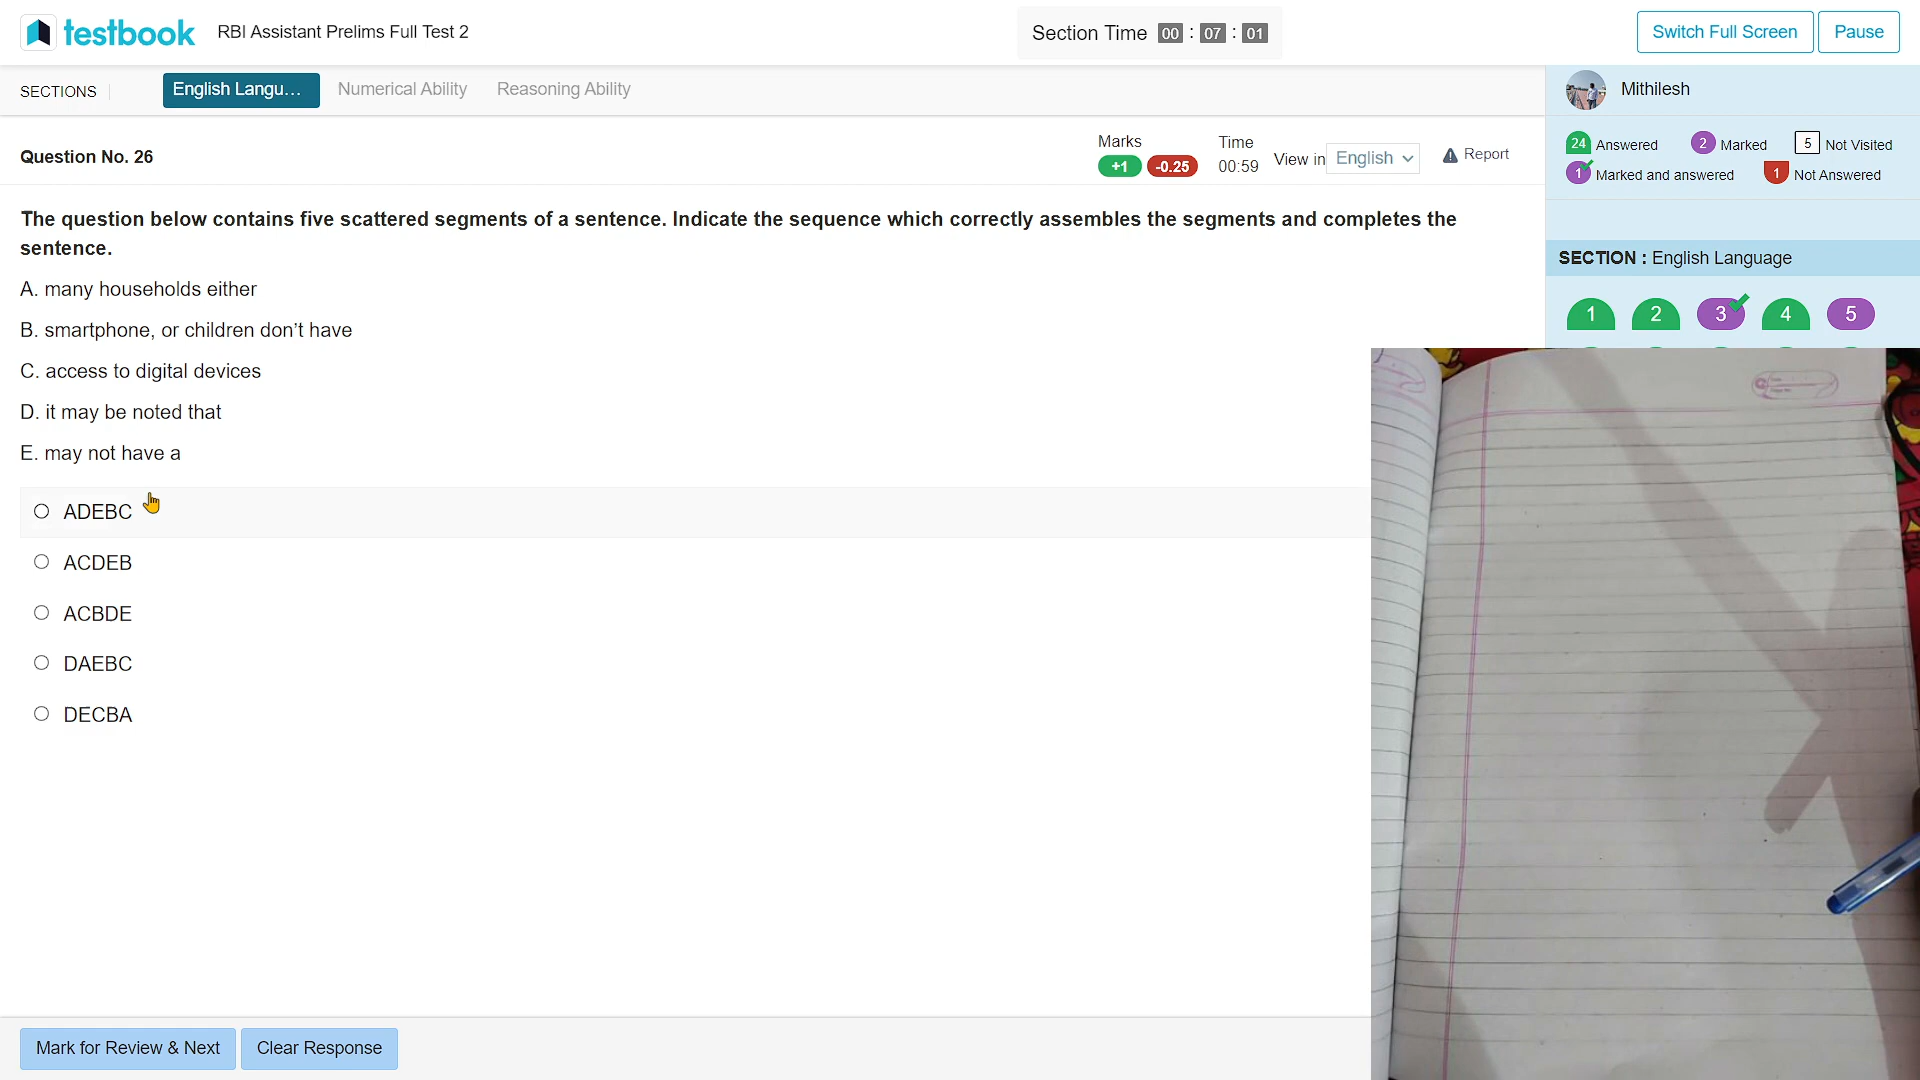 testbook
RBI Assistant Prelims Full Test 2
Section Time 00 : 07 : 01
Switch Full Screen
Pause
SECTIONS
English Langu...
Numerical Ability
Reasoning Ability
Mithilesh
Question No. 26
Marks
+1 -0.25
Time
00:59
View in English
Report
24 Answered
2 Marked
5 Not Visited
1 Marked and answered
1 Not Answered
The question below contains five scattered segments of a sentence. Indicate the sequence which correctly assembles the segments and completes the
sentence.
A. many households either
B. smartphone, or children don’t have
C. access to digital devices
D. it may be noted that
E. may not have a
ADEBC
ACDEB
ACBDE
DAEBC
DECBA
SECTION : English Language
1 2 3 4 5
Mark for Review & Next
Clear Response